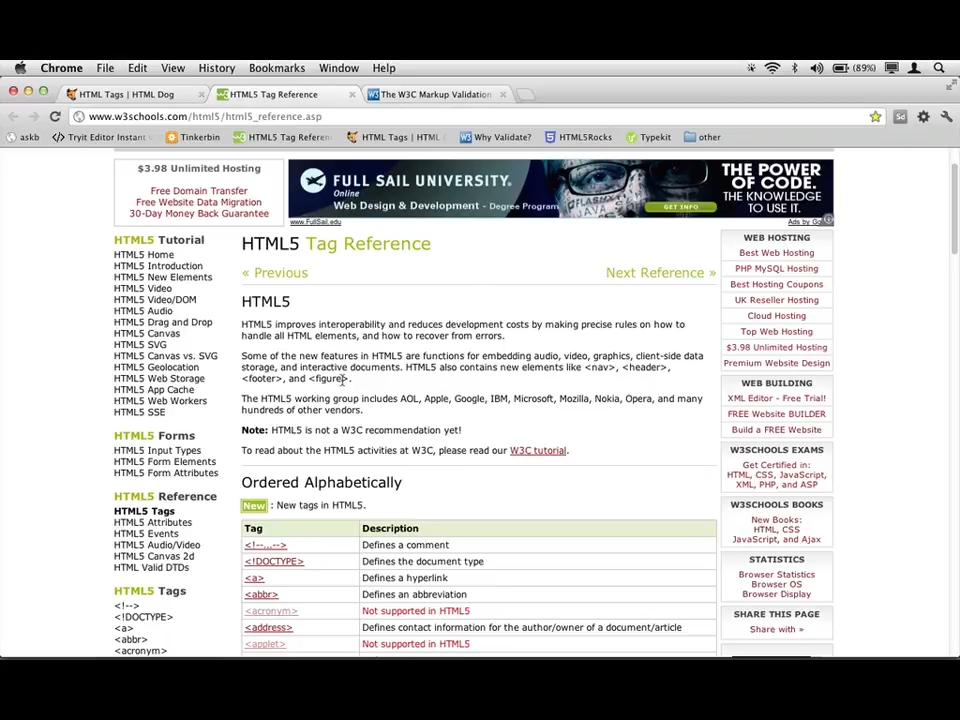 Chrome File Edit View History Bookmarks Window Help (89%)
HTML Tags | HTML Dog
HTML5 Tag Reference
The W3C Markup Validation
www.w3schools.com/html5/html5_reference.asp
Sd
askb
Tryit Editor Instant
Tinkerbin
HTML5 Tag Referen
HTML Tags | HTML
Why Validate?
HTML5Rocks
Typekit
other
$3.98 Unlimited Hosting
Free Domain Transfer
Free Website Data Migration
30-Day Money Back Guarantee
FULL SAIL UNIVERSITY.
Online
Web Design & Development - Degree Program
GET INFO
THE POWER
OF CODE.
THE KNOWLEDGE
TO USE IT.
www.FullSail.edu
Ads by Go
HTML5 Tutorial
HTML5 Home
HTML5 Introduction
HTML5 New Elements
HTML5 Video
HTML5 Video/DOM
HTML5 Audio
HTML5 Drag and Drop
HTML5 Canvas
HTML5 SVG
HTML5 Canvas vs. SVG
HTML5 Geolocation
HTML5 Web Storage
HTML5 App Cache
HTML5 Web Workers
HTML5 SSE
HTML5 Forms
HTML5 Input Types
HTML5 Form Elements
HTML5 Form Attributes
HTML5 Reference
HTML5 Tags
HTML5 Attributes
HTML5 Events
HTML5 Audio/Video
HTML5 Canvas 2d
HTML Valid DTDs
HTML5 Tags
<!-->
<!DOCTYPE>
<a>
<abbr>
<acronym>
HTML5 Tag Reference
« Previous
Next Reference »
HTML5
HTML5 improves interoperability and reduces development costs by making precise rules on how to
handle all HTML elements, and how to recover from errors.
Some of the new features in HTML5 are functions for embedding audio, video, graphics, client-side data
storage, and interactive documents. HTML5 also contains new elements like <nav>, <header>,
<footer>, and <figure>.
The HTML5 working group includes AOL, Apple, Google, IBM, Microsoft, Mozilla, Nokia, Opera, and many
hundreds of other vendors.
Note: HTML5 is not a W3C recommendation yet!
To read about the HTML5 activities at W3C, please read our W3C tutorial.
Ordered Alphabetically
New : New tags in HTML5.
Tag Description
<!--...--> Defines a comment
<!DOCTYPE> Defines the document type
<a> Defines a hyperlink
<abbr> Defines an abbreviation
<acronym> Not supported in HTML5
<address> Defines contact information for the author/owner of a document/article
<applet> Not supported in HTML5
WEB HOSTING
Best Web Hosting
PHP MySQL Hosting
Best Hosting Coupons
UK Reseller Hosting
Cloud Hosting
Top Web Hosting
$3.98 Unlimited Hosting
Premium Website Design
WEB BUILDING
XML Editor - Free Trial!
FREE Website BUILDER
Build a FREE Website
W3SCHOOLS EXAMS
Get Certified in:
HTML, CSS, JavaScript,
XML, PHP, and ASP
W3SCHOOLS BOOKS
New Books:
HTML, CSS
JavaScript, and Ajax
STATISTICS
Browser Statistics
Browser OS
Browser Display
SHARE THIS PAGE
Share with »